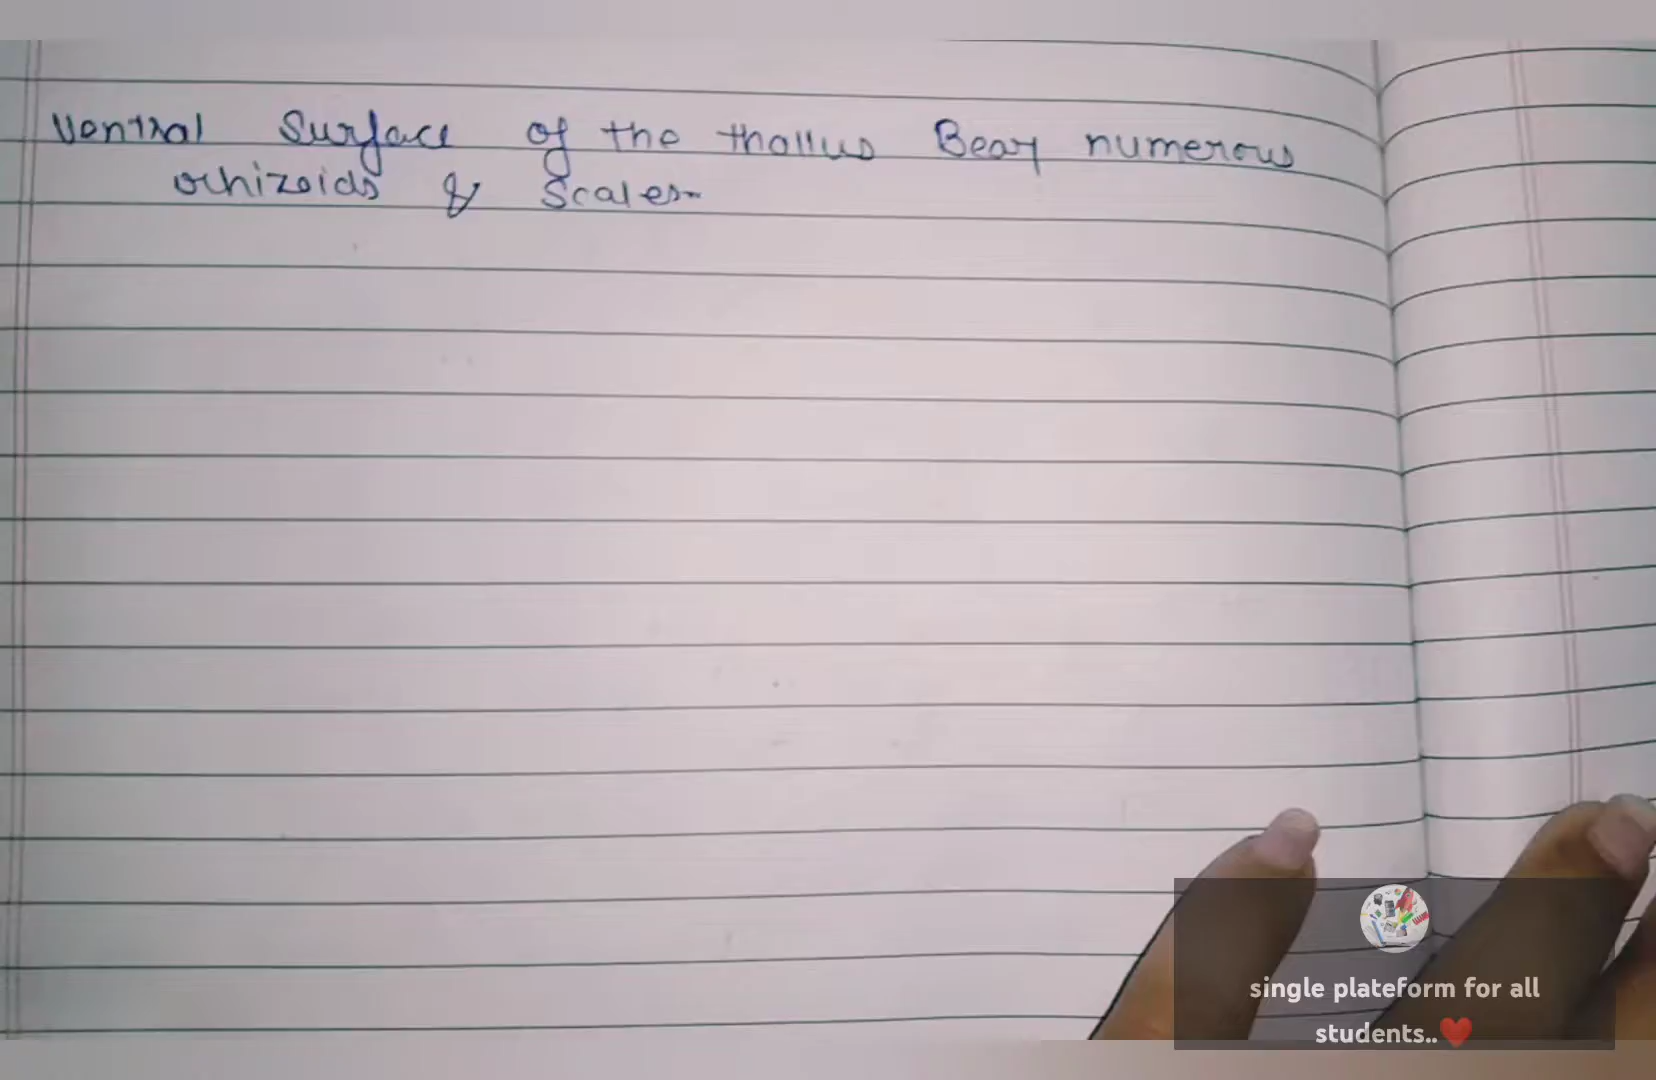 Ventral Surface of the thallus Bear numerous
rhizoids & Scales-
single plateform for all
students..❤️